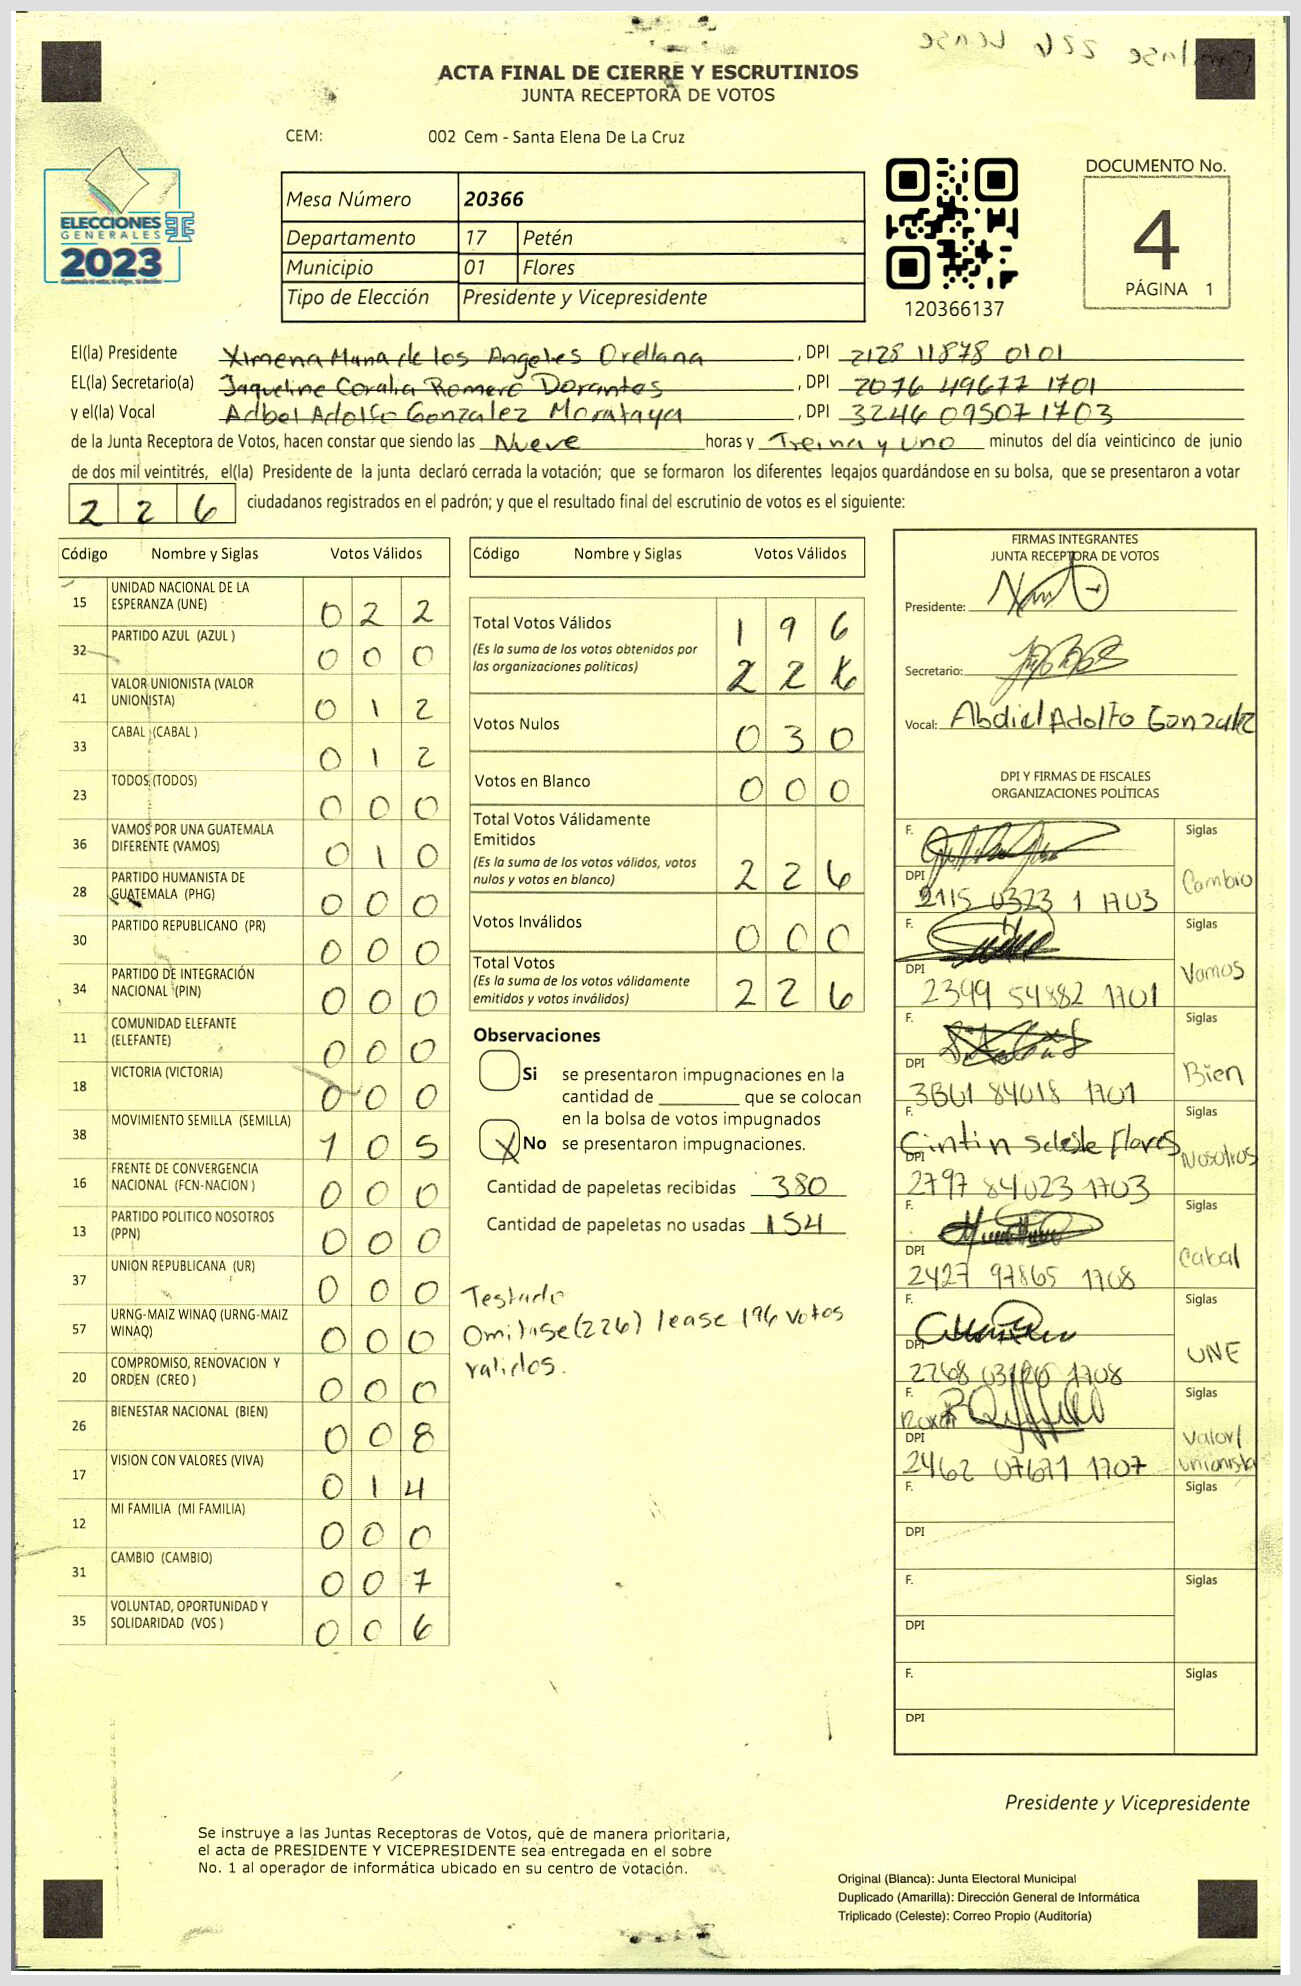 ACTA FINAL DE CIERRE Y ESCRUTINIOS
JUNTA RECEPTORA DE VOTOS
CEM: 002 Cem - Santa Elena De La Cruz
ELECCIONES
GENERALES
2023
Mesa Número 20366
Departamento 17 Petén
Municipio 01 Flores
Tipo de Elección Presidente y Vicepresidente
120366137
DOCUMENTO No.
4
PÁGINA 1
El(la) Presidente Ximena Maria de los Angeles Orellana, DPI 2128 11878 0101
EL(la) Secretario(a) Jaqueline Coralia Romero Dorantes, DPI 2076 49677 1701
y el(la) Vocal Adbel Adolfo Gonzalez Morataya, DPI 3246 09507 1703
de la Junta Receptora de Votos, hacen constar que siendo las Nueve horas y Treina y uno minutos del día veinticinco de junio
de dos mil veintitrés, el(la) Presidente de la junta declaró cerrada la votación; que se formaron los diferentes legajos guardándose en su bolsa, que se presentaron a votar
226 ciudadanos registrados en el padrón; y que el resultado final del escrutinio de votos es el siguiente:
Código Nombre y Siglas Votos Válidos
15 UNIDAD NACIONAL DE LA ESPERANZA (UNE) 0 2 2
32 PARTIDO AZUL (AZUL ) 0 0 0
41 VALOR UNIONISTA (VALOR UNIONISTA) 0 1 2
33 CABAL (CABAL ) 0 1 2
23 TODOS (TODOS) 0 0 0
36 VAMOS POR UNA GUATEMALA DIFERENTE (VAMOS) 0 1 0
28 PARTIDO HUMANISTA DE GUATEMALA (PHG) 0 0 0
30 PARTIDO REPUBLICANO (PR) 0 0 0
34 PARTIDO DE INTEGRACIÓN NACIONAL (PIN) 0 0 0
11 COMUNIDAD ELEFANTE (ELEFANTE) 0 0 0
18 VICTORIA (VICTORIA) 0 0 0
38 MOVIMIENTO SEMILLA (SEMILLA) 1 0 5
16 FRENTE DE CONVERGENCIA NACIONAL (FCN-NACION ) 0 0 0
13 PARTIDO POLITICO NOSOTROS (PPN) 0 0 0
37 UNION REPUBLICANA (UR) 0 0 0
57 URNG-MAIZ WINAQ (URNG-MAIZ WINAQ) 0 0 0
20 COMPROMISO, RENOVACION Y ORDEN (CREO ) 0 0 0
26 BIENESTAR NACIONAL (BIEN) 0 0 8
17 VISION CON VALORES (VIVA) 0 1 4
12 MI FAMILIA (MI FAMILIA) 0 0 0
31 CAMBIO (CAMBIO) 0 0 7
35 VOLUNTAD, OPORTUNIDAD Y SOLIDARIDAD (VOS ) 0 0 6
Código Nombre y Siglas Votos Válidos
Total Votos Válidos 1 9 6
(Es la suma de los votos obtenidos por
las organizaciones políticas) 2 2 6
Votos Nulos 0 3 0
Votos en Blanco 0 0 0
Total Votos Válidamente
Emitidos
(Es la suma de los votos válidos, votos
nulos y votos en blanco) 2 2 6
Votos Inválidos 0 0 0
Total Votos
(Es la suma de los votos válidamente
emitidos y votos inválidos) 2 2 6
Observaciones
Si se presentaron impugnaciones en la
cantidad de ________ que se colocan
en la bolsa de votos impugnados
X No se presentaron impugnaciones.
Cantidad de papeletas recibidas 380
Cantidad de papeletas no usadas 154
Testado
Omitase (226) lease 196 votos
validos.
FIRMAS INTEGRANTES
JUNTA RECEPTORA DE VOTOS
Presidente:
Secretario:
Vocal: Abdiel Adolfo Gonzalez
DPI Y FIRMAS DE FISCALES
ORGANIZACIONES POLÍTICAS
F. Siglas
DPI 2115 0323 1 1703 Cambio
F. Siglas
DPI 2399 54882 1701 Vamos
F. Siglas
DPI 84018 1701 Bien
F. Siglas
Cintin seleste Flores
DPI 2797 84023 1703 Nosotros
F. Siglas
DPI 2427 97865 1708 Cabal
F. Siglas
DPI 2268 1708 UNE
F. Siglas
DPI 2462 07671 1707 Valor/ unionista
F. Siglas
DPI
F. Siglas
DPI
F. Siglas
DPI
Presidente y Vicepresidente
Se instruye a las Juntas Receptoras de Votos, que de manera prioritaria,
el acta de PRESIDENTE Y VICEPRESIDENTE sea entregada en el sobre
No. 1 al operador de informática ubicado en su centro de votación.
Original (Blanca): Junta Electoral Municipal
Duplicado (Amarilla): Dirección General de Informática
Triplicado (Celeste): Correo Propio (Auditoría)